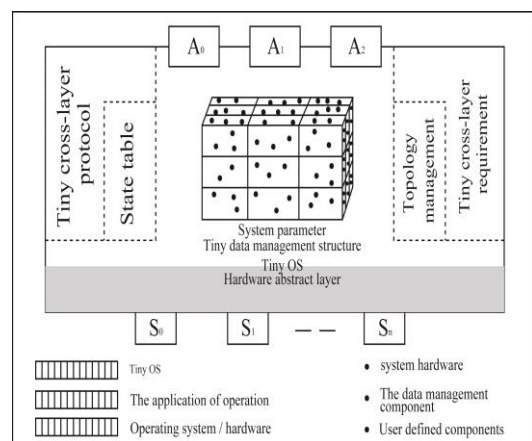 A0
A1
A2
Tiny cross-layer
protocol
State table
Topology
management
Tiny cross-layer
requirement
System parameter
Tiny data management structure
Tiny OS
Hardware abstract layer
S0
S1
Sn
Tiny OS
The application of operation
Operating system / hardware
system hardware
The data management
component
User defined components